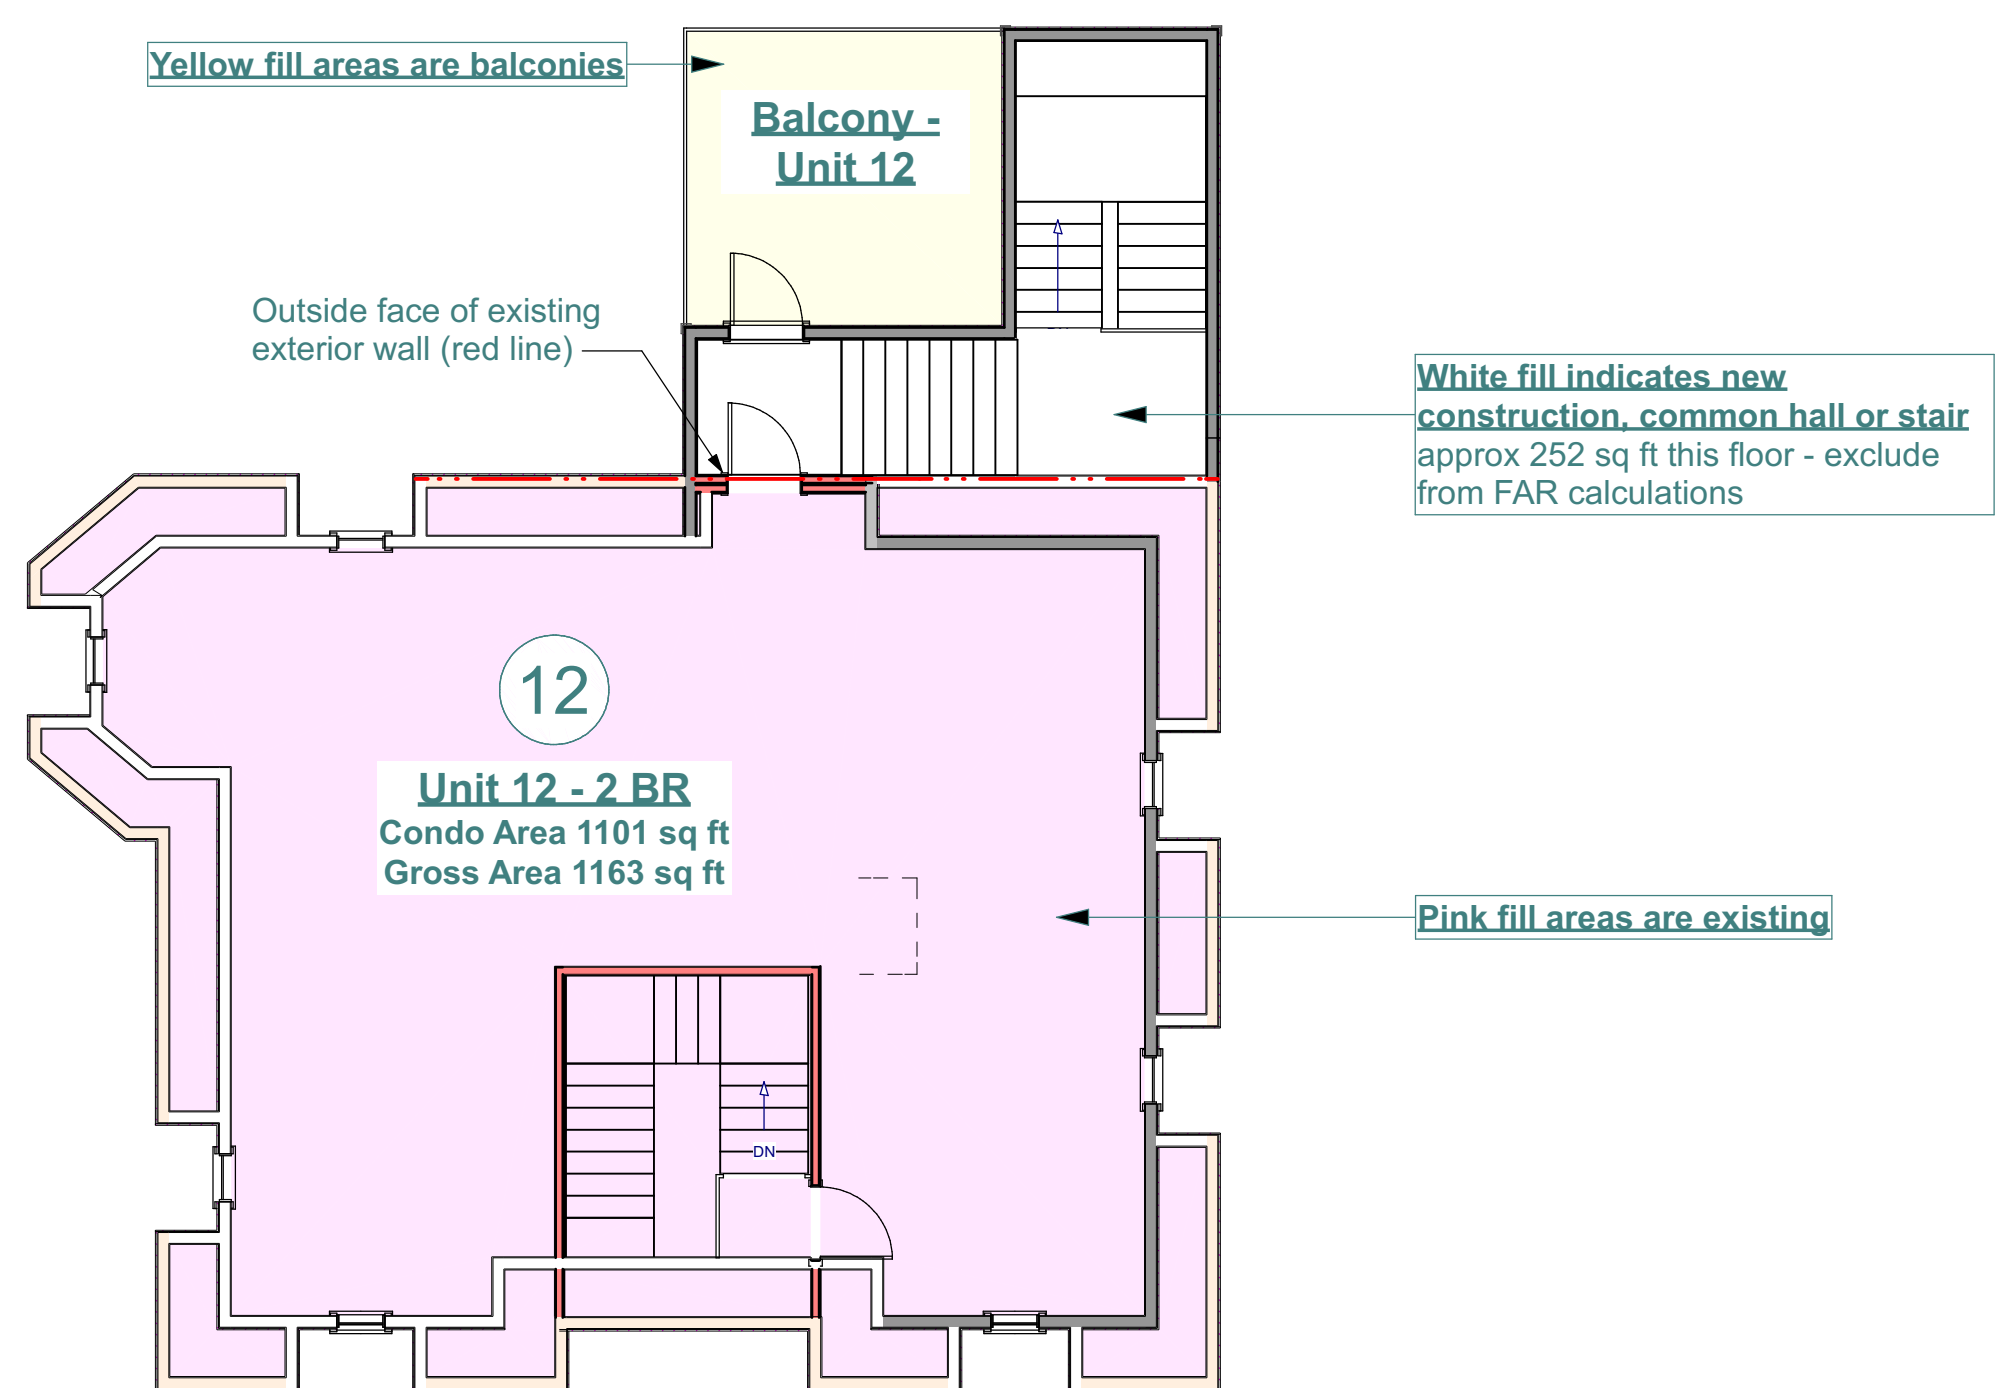 Yellow fill areas are balconies
Balcony -
Unit 12
Outside face of existing
exterior wall (red line)
White fill indicates new
construction, common hall or stair
approx 252 sq ft this floor - exclude
from FAR calculations
12
Unit 12 - 2 BR
Condo Area 1101 sq ft
Gross Area 1163 sq ft
Pink fill areas are existing
DN